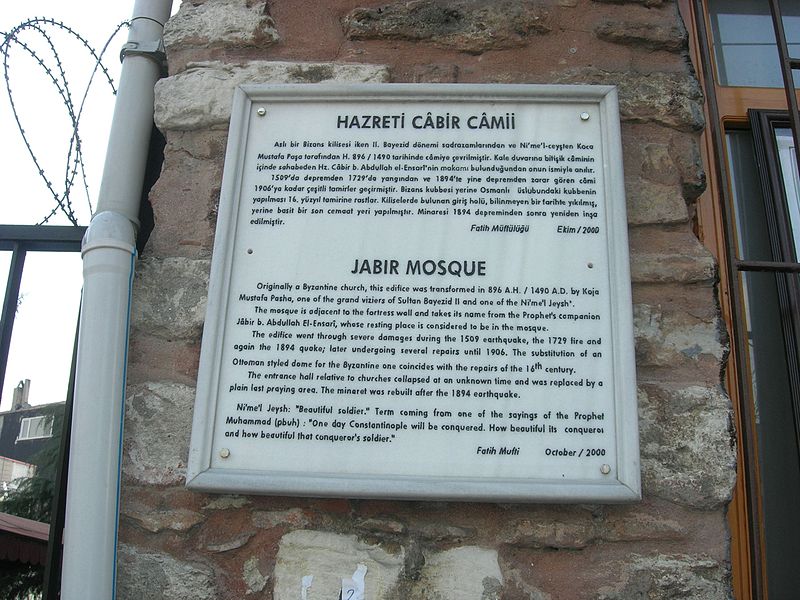 HAZRETİ CÂBİR CÂMİİ
Aslı bir Bizans kilisesi iken II. Bayezid dönemi sadrazamlarından ve Ni'me'l-ceyşten Koca
Mustafa Paşa tarafından H. 896 / 1490 tarihinde câmiye çevrilmiştir. Kale duvarına bitişik câminin
içinde sahabeden Hz. Câbir b. Abdullah el-Ensarî'nin makamı bulunduğundan onun ismiyle anılır.
1509'da depremden 1729'da yangından ve 1894'te yine depremden zarar gören câmi
1906'ya kadar çeşitli tamirler geçirmiştir. Bizans kubbesi yerine Osmanlı üslubundaki kubbenin
yapılması 16. yüzyıl tamirine rastlar. Kiliselerde bulunan giriş holü, bilinmeyen bir tarihte yıkılmış,
yerine basit bir son cemaat yeri yapılmıştır. Minaresi 1894 depreminden sonra yeniden inşa
edilmiştir.
Fatih Müftülüğü Ekim / 2000
JABIR MOSQUE
Originally a Byzantine church, this edifice was transformed in 896 A.H. / 1490 A.D. by Koja
Mustafa Pasha, one of the grand viziers of Sultan Bayezid II and one of the Ni'me'l Jeysh*.
The mosque is adjacent to the fortress wall and takes its name from the Prophet's companion
Jâbir b. Abdullah El-Ensarî, whose resting place is considered to be in the mosque.
The edifice went through severe damages during the 1509 earthquake, the 1729 fire and
again the 1894 quake; later undergoing several repairs until 1906. The substitution of an
Ottoman styled dome for the Byzantine one coincides with the repairs of the 16th century.
The entrance hall relative to churches collapsed at an unknown time and was replaced by a
plain last praying area. The minaret was rebuilt after the 1894 earthquake.
Ni'me'l Jeysh: "Beautiful soldier." Term coming from one of the sayings of the Prophet
Muhammad (pbuh) : "One day Constantinople will be conquered. How beautiful its conqueror
and how beautiful that conqueror's soldier."
Fatih Mufti October / 2000